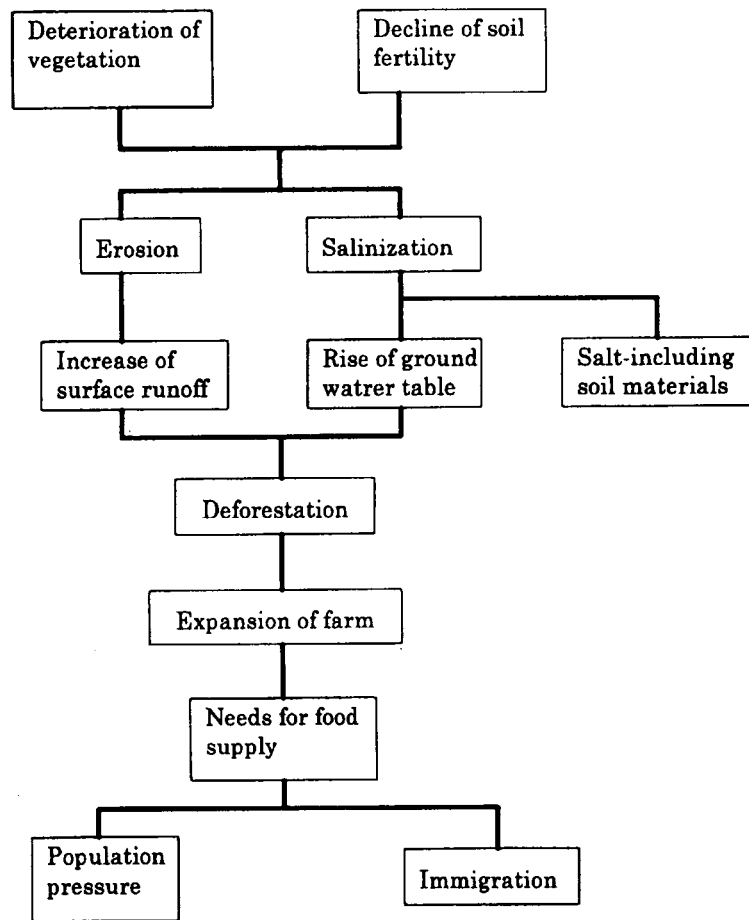 Deterioration of
vegetation
Decline of soil
fertility
Erosion
Salinization
Increase of
surface runoff
Rise of ground
watrer table
Salt-including
soil materials
Deforestation
Expansion of farm
Needs for food
supply
Population
pressure
Immigration